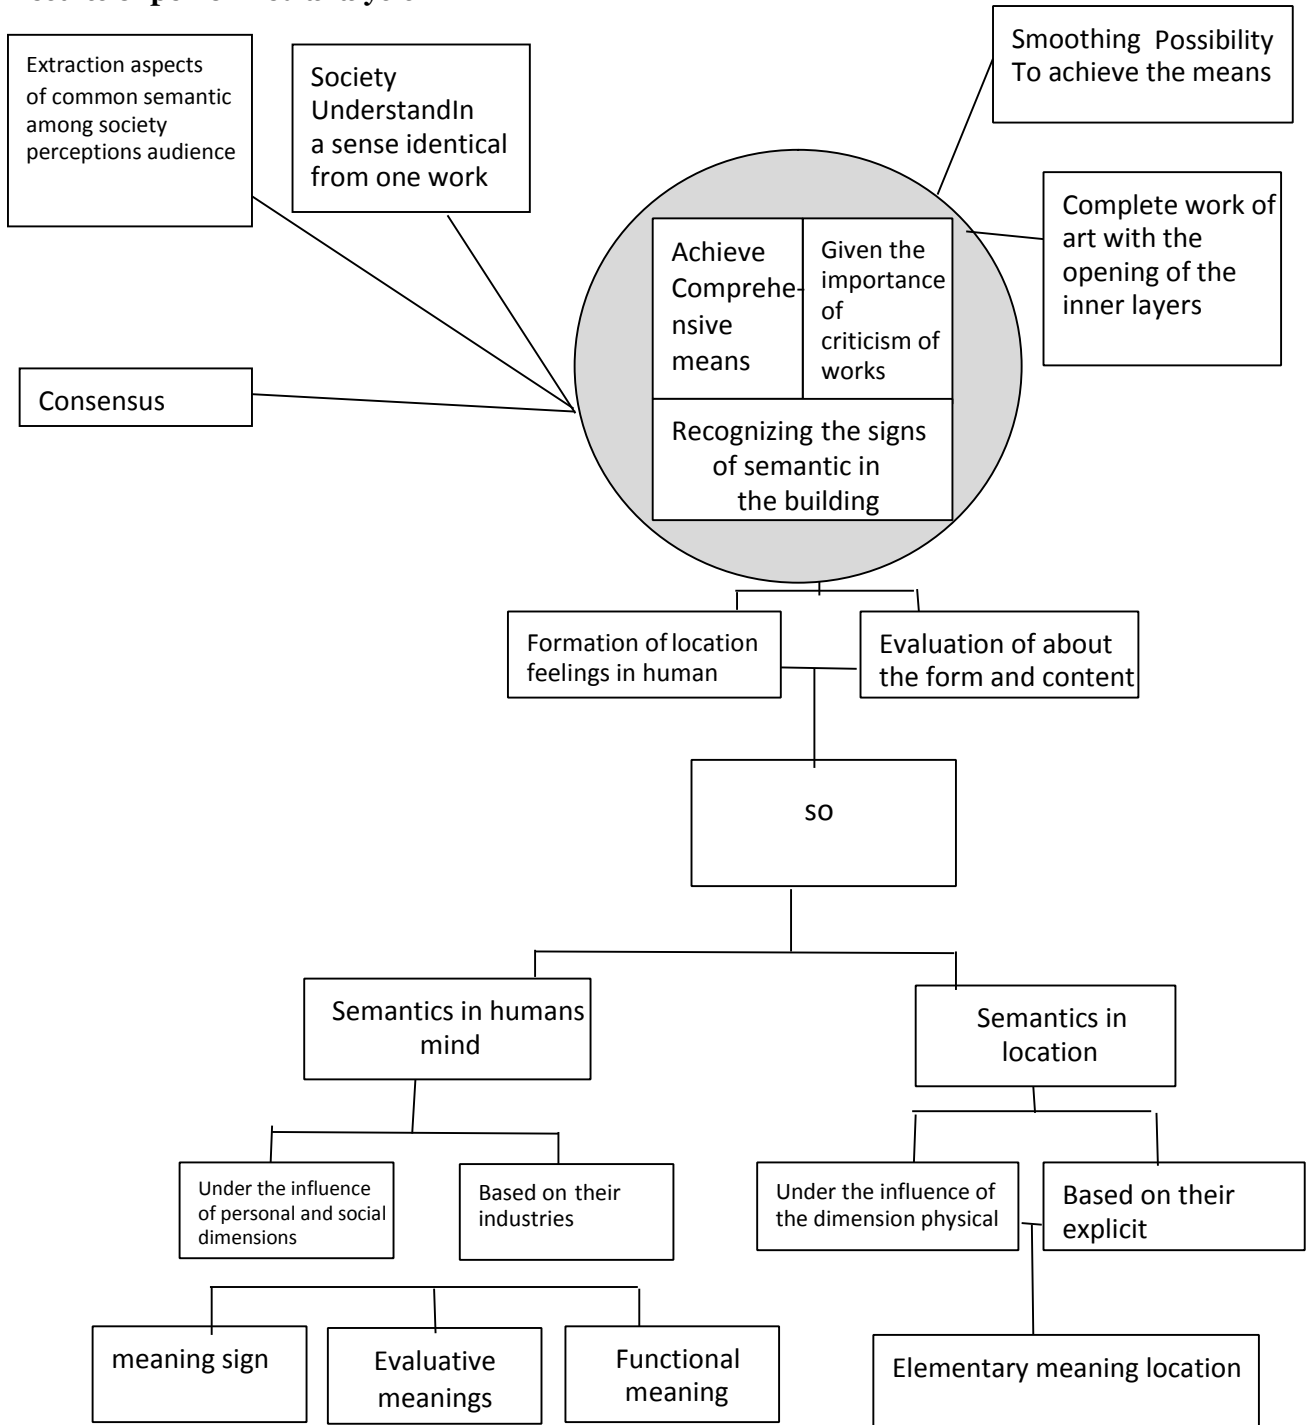 Extraction aspects
of common semantic
among society
perceptions audience
Society
UnderstandIn
a sense identical
from one work
Smoothing Possibility
To achieve the means
Complete work of
art with the
opening of the
inner layers
Consensus
Achieve
Comprehe-
nsive
means
Given the
importance
of
criticism of
works
Recognizing the signs
of semantic in
the building
Formation of location
feelings in human
Evaluation of about
the form and content
so
Semantics in humans
mind
Semantics in
location
Under the influence
of personal and social
dimensions
Based on their
industries
Under the influence of
the dimension physical
Based on their
explicit
meaning sign
Evaluative
meanings
Functional
meaning
Elementary meaning location